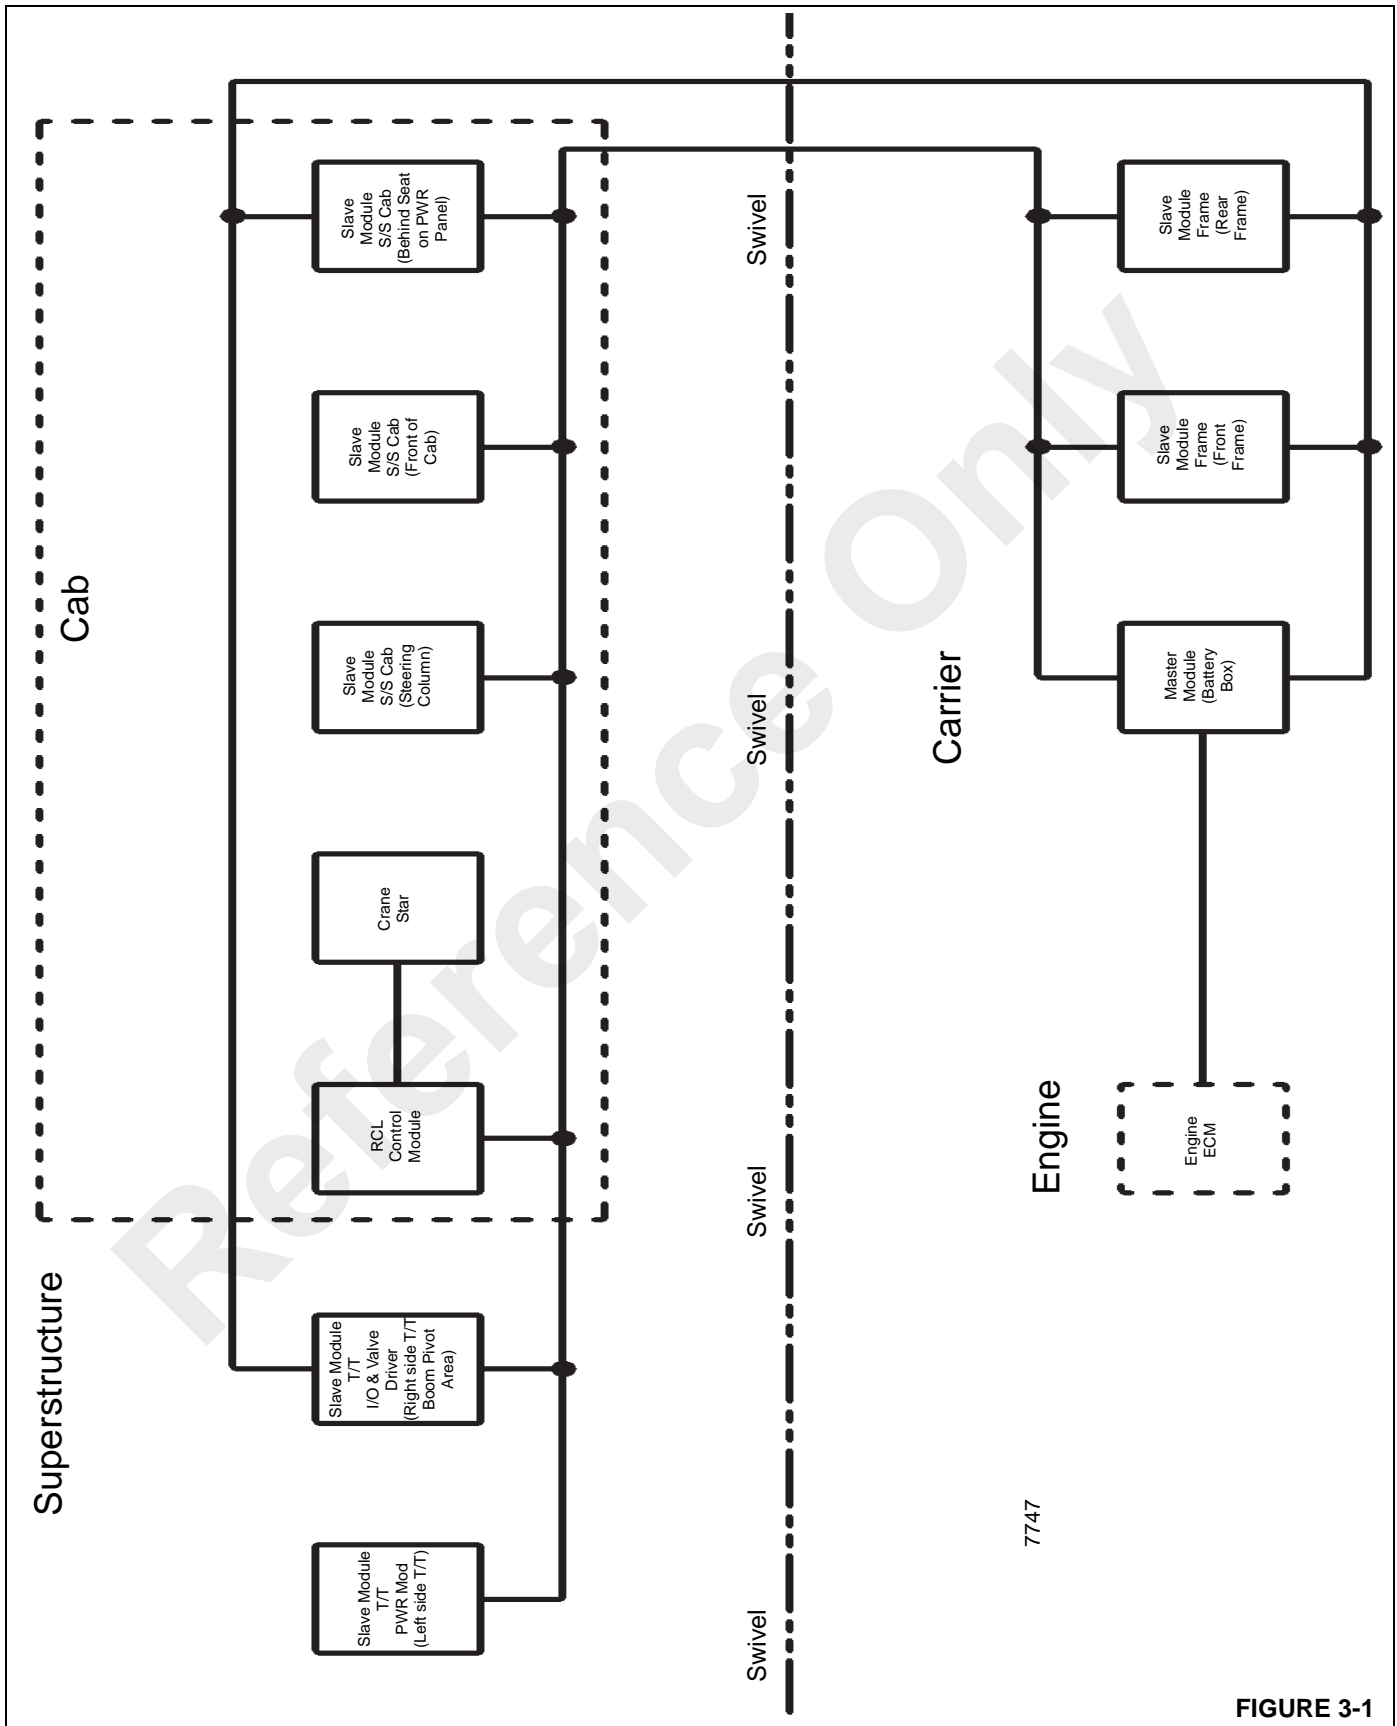 Superstructure
Cab
Slave Module
T/T
PWR Mod
(Left side T/T)
Slave Module
T/T
I/O & Valve
Driver
(Right side T/T
Boom Pivot
Area)
RCL
Control
Module
Crane
Star
Slave
Module
S/S Cab
(Steering
Column)
Slave
Module
S/S Cab
(Front of
Cab)
Slave
Module
S/S Cab
(Behind Seat
on PWR
Panel)
Swivel
Swivel
Swivel
Swivel
Carrier
Engine
7747
Engine
ECM
Master
Module
(Battery
Box)
Slave
Module
Frame
(Front
Frame)
Slave
Module
Frame
(Rear
Frame)
Reference Only
FIGURE 3-1